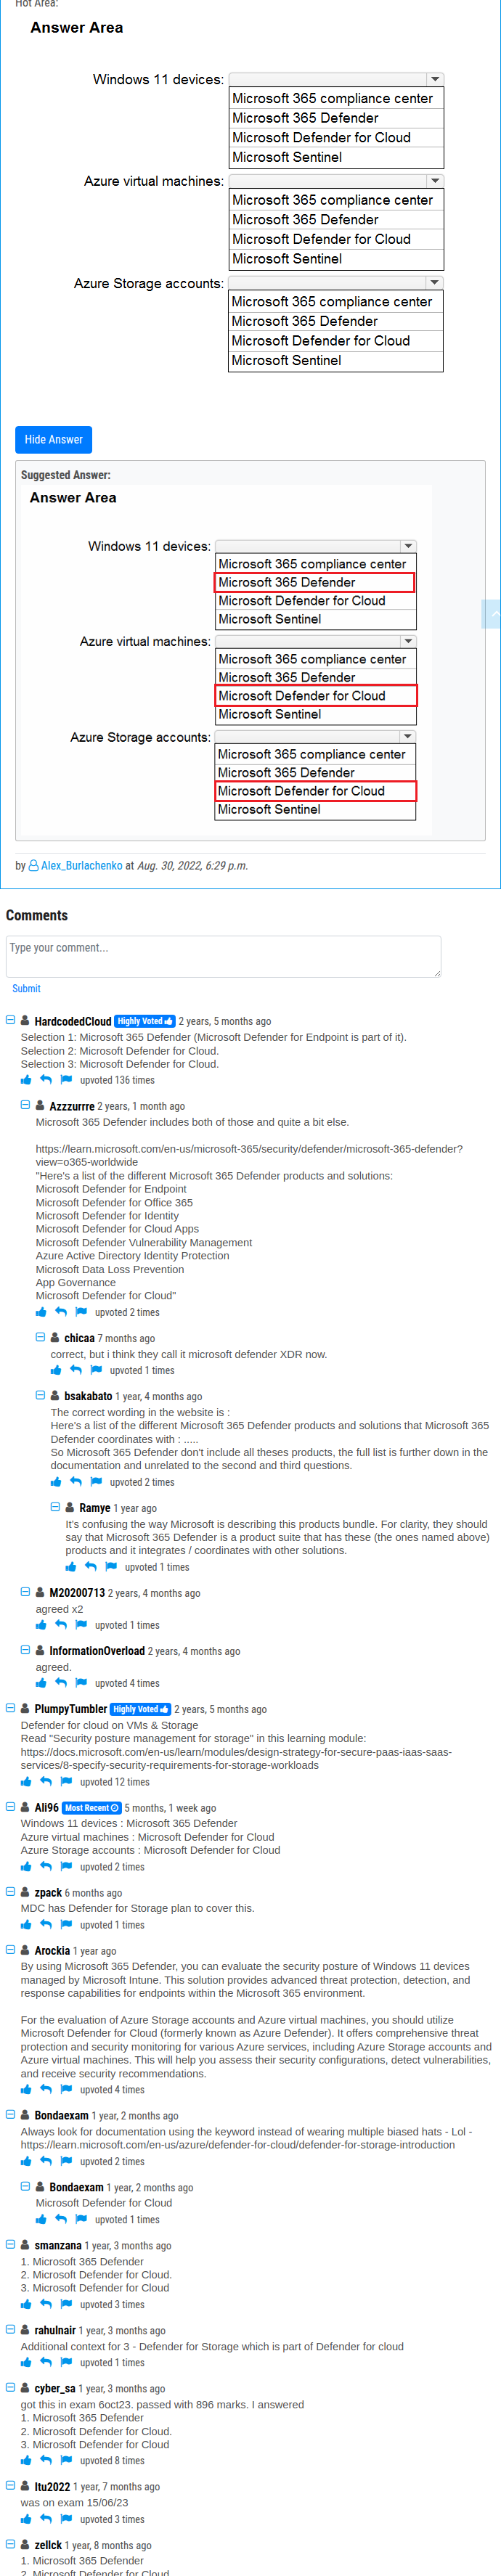 Hot Area:
Answer Area
Windows 11 devices:
Microsoft 365 compliance center
Microsoft 365 Defender
Microsoft Defender for Cloud
Microsoft Sentinel
Azure virtual machines:
Microsoft 365 compliance center
Microsoft 365 Defender
Microsoft Defender for Cloud
Microsoft Sentinel
Azure Storage accounts:
Microsoft 365 compliance center
Microsoft 365 Defender
Microsoft Defender for Cloud
Microsoft Sentinel
Hide Answer
Suggested Answer:
Answer Area
Windows 11 devices:
Microsoft 365 compliance center
Microsoft 365 Defender
Microsoft Defender for Cloud
Microsoft Sentinel
Azure virtual machines:
Microsoft 365 compliance center
Microsoft 365 Defender
Microsoft Defender for Cloud
Microsoft Sentinel
Azure Storage accounts:
Microsoft 365 compliance center
Microsoft 365 Defender
Microsoft Defender for Cloud
Microsoft Sentinel
by Alex_Burlachenko at Aug. 30, 2022, 6:29 p.m.
Comments
Type your comment...
Submit
HardcodedCloud Highly Voted 2 years, 5 months ago
Selection 1: Microsoft 365 Defender (Microsoft Defender for Endpoint is part of it).
Selection 2: Microsoft Defender for Cloud.
Selection 3: Microsoft Defender for Cloud.
upvoted 136 times
Azzzurrre 2 years, 1 month ago
Microsoft 365 Defender includes both of those and quite a bit else.
https://learn.microsoft.com/en-us/microsoft-365/security/defender/microsoft-365-defender?
view=o365-worldwide
"Here's a list of the different Microsoft 365 Defender products and solutions:
Microsoft Defender for Endpoint
Microsoft Defender for Office 365
Microsoft Defender for Identity
Microsoft Defender for Cloud Apps
Microsoft Defender Vulnerability Management
Azure Active Directory Identity Protection
Microsoft Data Loss Prevention
App Governance
Microsoft Defender for Cloud"
upvoted 2 times
chicaa 7 months ago
correct, but i think they call it microsoft defender XDR now.
upvoted 1 times
bsakabato 1 year, 4 months ago
The correct wording in the website is :
Here's a list of the different Microsoft 365 Defender products and solutions that Microsoft 365
Defender coordinates with : .....
So Microsoft 365 Defender don't include all theses products, the full list is further down in the
documentation and unrelated to the second and third questions.
upvoted 2 times
Ramye 1 year ago
It's confusing the way Microsoft is describing this products bundle. For clarity, they should
say that Microsoft 365 Defender is a product suite that has these (the ones named above)
products and it integrates / coordinates with other solutions.
upvoted 1 times
M20200713 2 years, 4 months ago
agreed x2
upvoted 1 times
InformationOverload 2 years, 4 months ago
agreed.
upvoted 4 times
PlumpyTumbler Highly Voted 2 years, 5 months ago
Defender for cloud on VMs & Storage
Read "Security posture management for storage" in this learning module:
https://docs.microsoft.com/en-us/learn/modules/design-strategy-for-secure-paas-iaas-saas-
services/8-specify-security-requirements-for-storage-workloads
upvoted 12 times
Ali96 Most Recent 5 months, 1 week ago
Windows 11 devices : Microsoft 365 Defender
Azure virtual machines : Microsoft Defender for Cloud
Azure Storage accounts : Microsoft Defender for Cloud
upvoted 2 times
zpack 6 months ago
MDC has Defender for Storage plan to cover this.
upvoted 1 times
Arockia 1 year ago
By using Microsoft 365 Defender, you can evaluate the security posture of Windows 11 devices
managed by Microsoft Intune. This solution provides advanced threat protection, detection, and
response capabilities for endpoints within the Microsoft 365 environment.
For the evaluation of Azure Storage accounts and Azure virtual machines, you should utilize
Microsoft Defender for Cloud (formerly known as Azure Defender). It offers comprehensive threat
protection and security monitoring for various Azure services, including Azure Storage accounts and
Azure virtual machines. This will help you assess their security configurations, detect vulnerabilities,
and receive security recommendations.
upvoted 4 times
Bondaexam 1 year, 2 months ago
Always look for documentation using the keyword instead of wearing multiple biased hats - Lol -
https://learn.microsoft.com/en-us/azure/defender-for-cloud/defender-for-storage-introduction
upvoted 2 times
Bondaexam 1 year, 2 months ago
Microsoft Defender for Cloud
upvoted 1 times
smanzana 1 year, 3 months ago
1. Microsoft 365 Defender
2. Microsoft Defender for Cloud.
3. Microsoft Defender for Cloud
upvoted 3 times
rahulnair 1 year, 3 months ago
Additional context for 3 - Defender for Storage which is part of Defender for cloud
upvoted 1 times
cyber_sa 1 year, 3 months ago
got this in exam 6oct23. passed with 896 marks. I answered
1. Microsoft 365 Defender
2. Microsoft Defender for Cloud.
3. Microsoft Defender for Cloud
upvoted 8 times
Itu2022 1 year, 7 months ago
was on exam 15/06/23
upvoted 3 times
zellck 1 year, 8 months ago
1. Microsoft 365 Defender
2. Microsoft Defender for Cloud